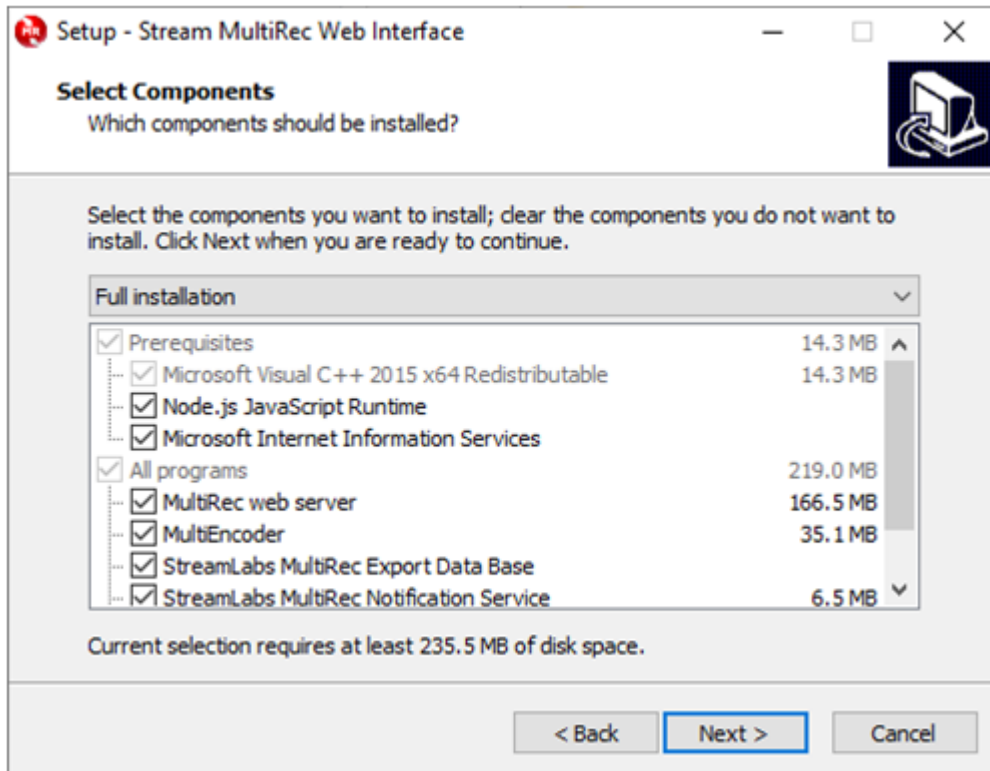 MR
Setup - Stream MultiRec Web Interface
Select Components
Which components should be installed?
Select the components you want to install; clear the components you do not want to
install. Click Next when you are ready to continue.
Full installation
Prerequisites 14.3 MB
Microsoft Visual C++ 2015 x64 Redistributable 14.3 MB
Node.js JavaScript Runtime
Microsoft Internet Information Services
All programs 219.0 MB
MultiRec web server 166.5 MB
MultiEncoder 35.1 MB
StreamLabs MultiRec Export Data Base
StreamLabs MultiRec Notification Service 6.5 MB
Current selection requires at least 235.5 MB of disk space.
< Back Next > Cancel